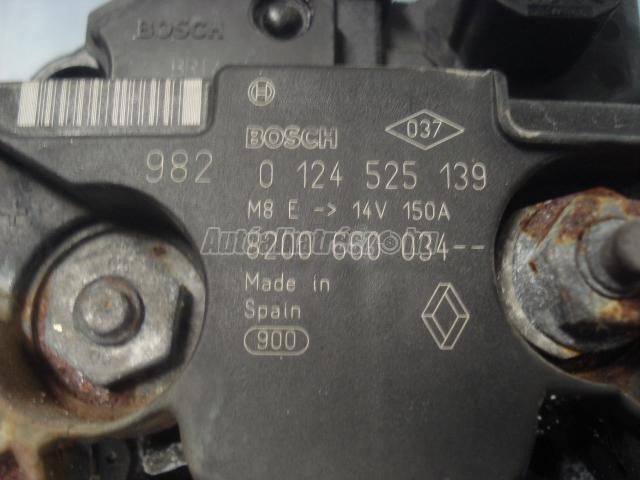 BOSCH
BOSCH
037
982 0 124 525 139
M8 E -> 14V 150A
8200 660 034--
Made in
Spain
900